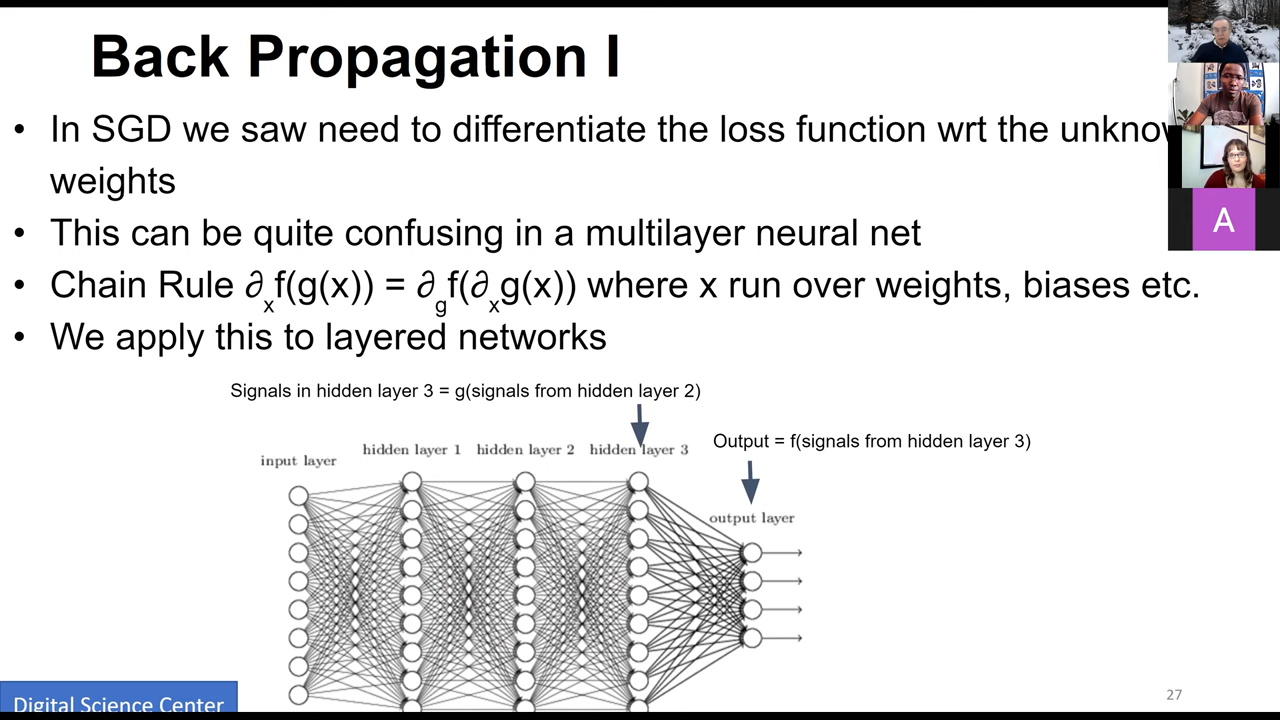 Back Propagation I
• In SGD we saw need to differentiate the loss function wrt the
weights
• This can be quite confusing in a multilayer neural net
• Chain Rule ∂ₓf(g(x)) = ∂gf(∂ₓg(x)) where x run over weights, biases etc.
• We apply this to layered networks
Signals in hidden layer 3 = g(signals from hidden layer 2)
Output = f(signals from hidden layer 3)
input layer
hidden layer 1 hidden layer 2 hidden layer 3
output layer
A
Digital Science Center
27